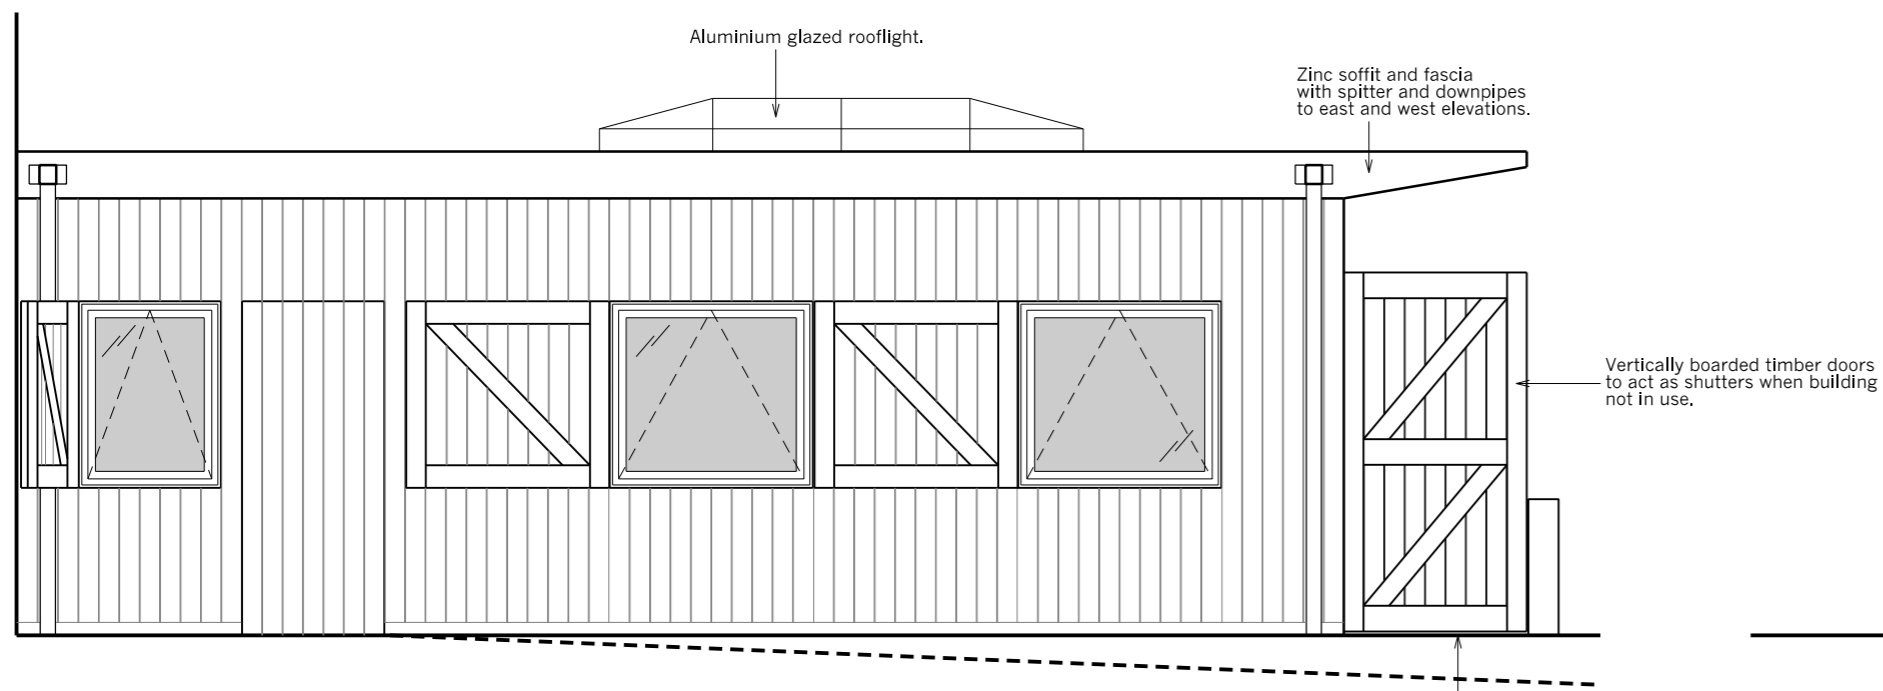 Aluminium glazed rooflight.
Zinc soffit and fascia
with spitter and downpipes
to east and west elevations.
Vertically boarded timber doors
to act as shutters when building
not in use.